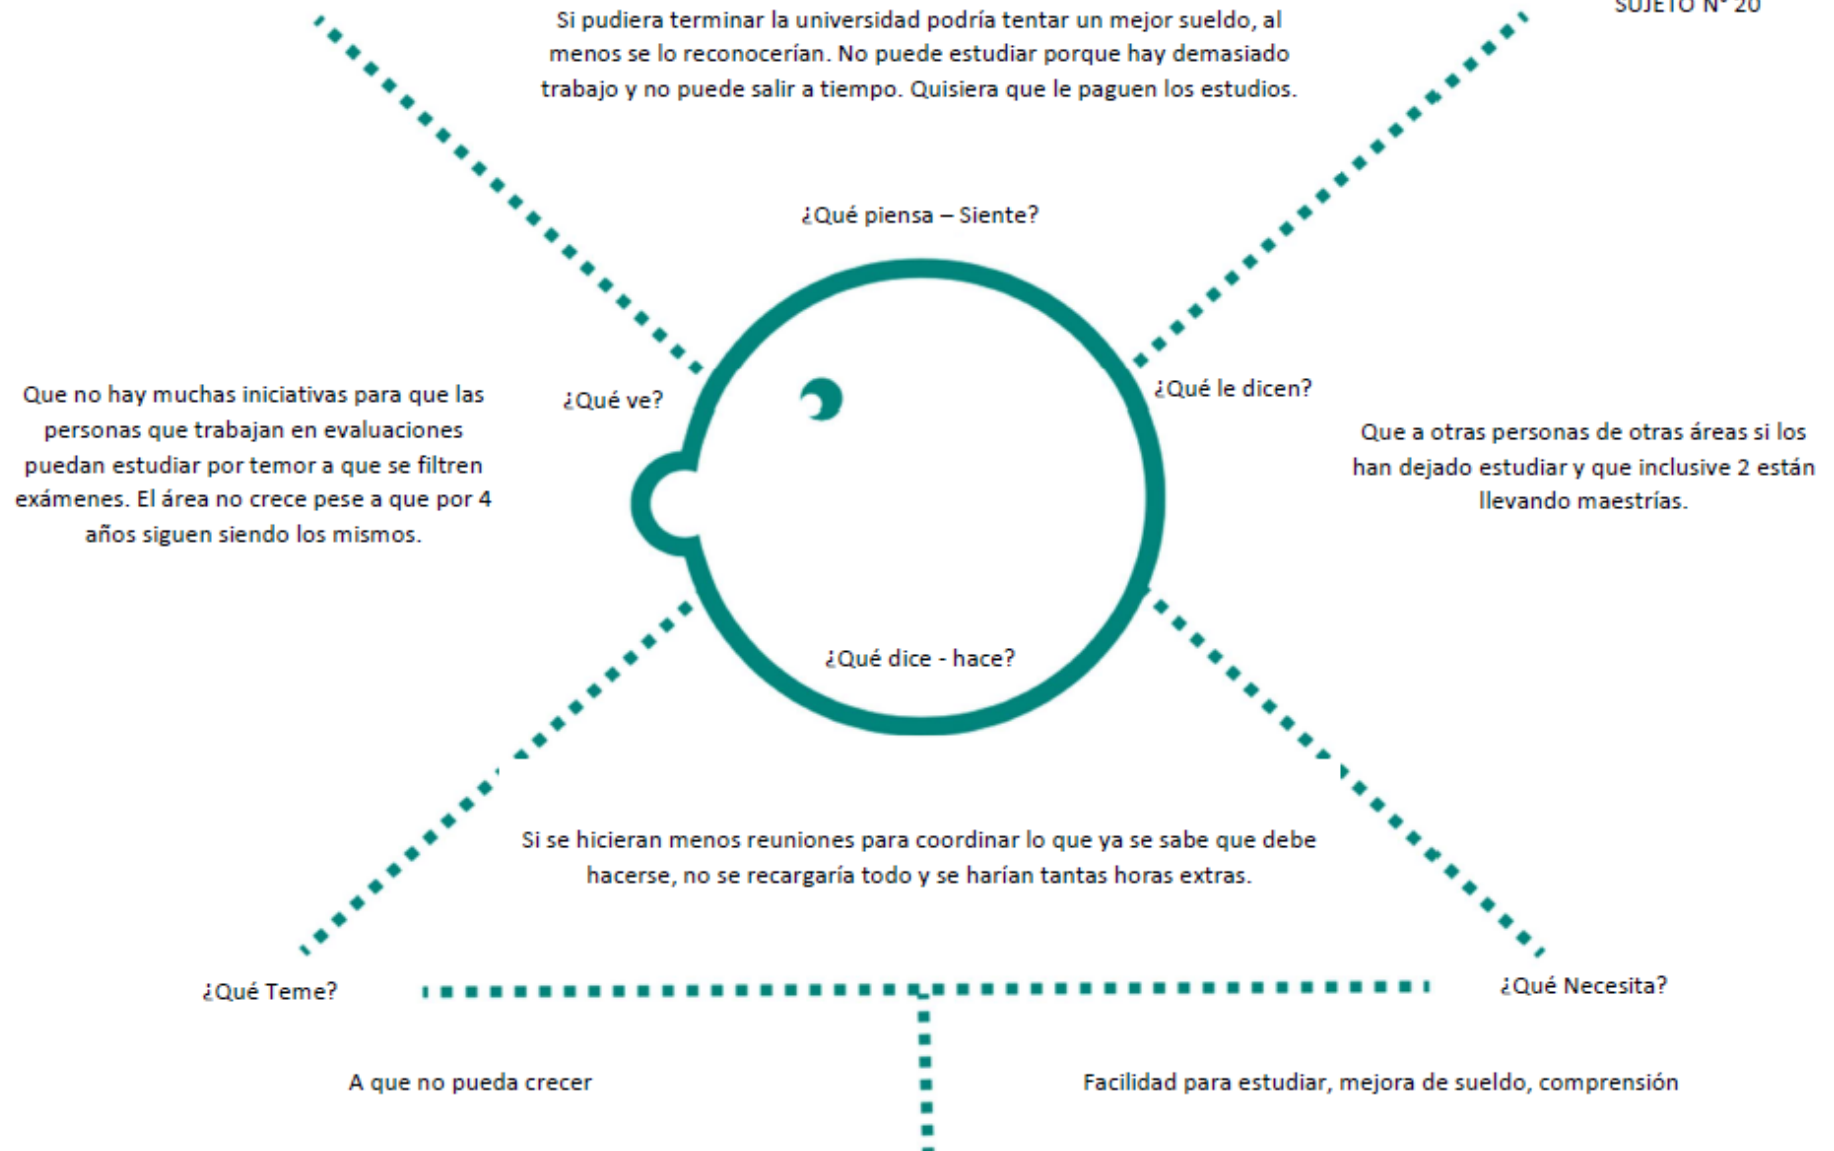 SUJETO N° 20
Si pudiera terminar la universidad podría tentar un mejor sueldo, al
menos se lo reconocerían. No puede estudiar porque hay demasiado
trabajo y no puede salir a tiempo. Quisiera que le paguen los estudios.
¿Qué piensa – Siente?
¿Qué ve?
Que no hay muchas iniciativas para que las
personas que trabajan en evaluaciones
puedan estudiar por temor a que se filtren
exámenes. El área no crece pese a que por 4
años siguen siendo los mismos.
¿Qué le dicen?
Que a otras personas de otras áreas si los
han dejado estudiar y que inclusive 2 están
llevando maestrías.
¿Qué dice - hace?
Si se hicieran menos reuniones para coordinar lo que ya se sabe que debe
hacerse, no se recargaría todo y se harían tantas horas extras.
¿Qué Teme?
A que no pueda crecer
¿Qué Necesita?
Facilidad para estudiar, mejora de sueldo, comprensión